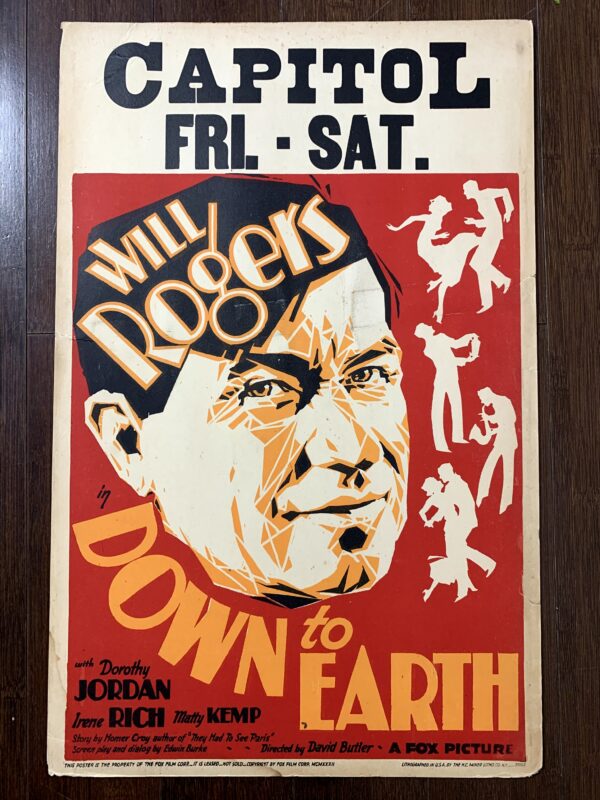 CAPITOL
FRI. - SAT.
WILL
Rogers
in
DOWN to
EARTH
with Dorothy
JORDAN
Irene RICH Matty KEMP
Story by Homer Croy author of "They Had To See Paris"
Screen play and dialog by Edwin Burke - - Directed by David Butler - A FOX PICTURE
THIS POSTER IS THE PROPERTY OF THE FOX FILM CORP... IT IS LEASED...NOT SOLD...COPYRIGHT BY FOX FILM CORP. MCMXXXII LITHOGRAPHED IN U.S.A. BY THE